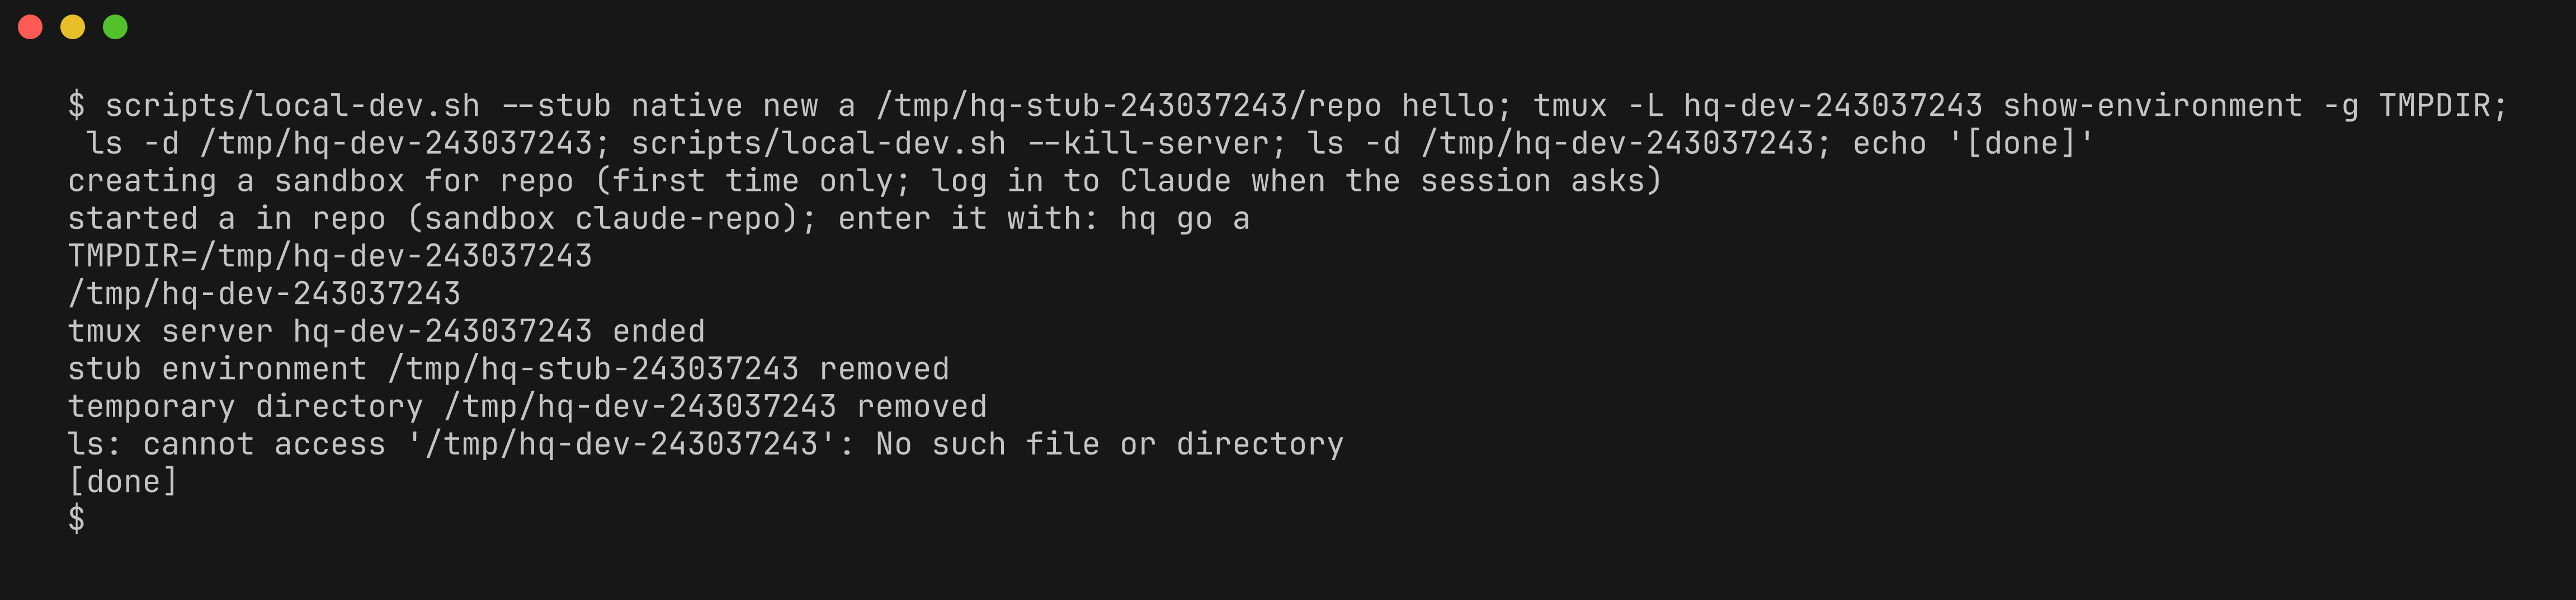 $ scripts/local-dev.sh --stub native new a /tmp/hq-stub-243037243/repo hello; tmux -L hq-dev-243037243 show-environment -g TMPDIR;
 ls -d /tmp/hq-dev-243037243; scripts/local-dev.sh --kill-server; ls -d /tmp/hq-dev-243037243; echo '[done]'
creating a sandbox for repo (first time only; log in to Claude when the session asks)
started a in repo (sandbox claude-repo); enter it with: hq go a
TMPDIR=/tmp/hq-dev-243037243
/tmp/hq-dev-243037243
tmux server hq-dev-243037243 ended
stub environment /tmp/hq-stub-243037243 removed
temporary directory /tmp/hq-dev-243037243 removed
ls: cannot access '/tmp/hq-dev-243037243': No such file or directory
[done]
$